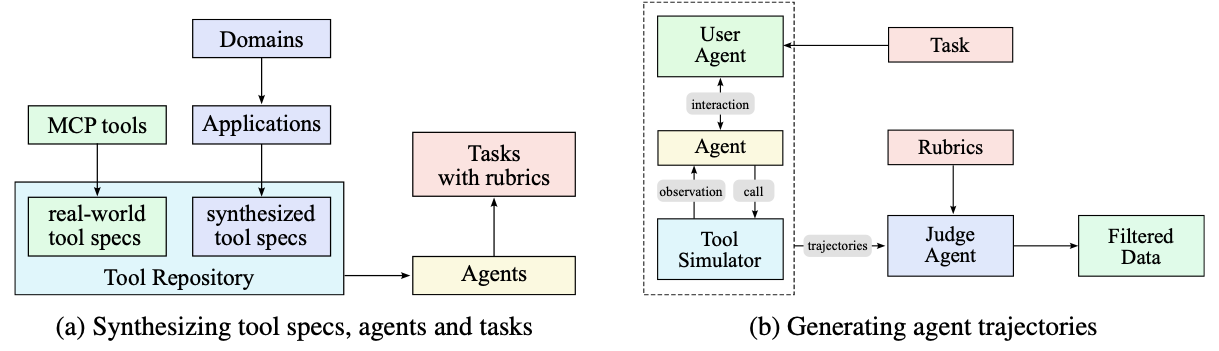 Domains
MCP tools
Applications
real-world
tool specs
synthesized
tool specs
Tool Repository
Tasks
with rubrics
Agents
(a) Synthesizing tool specs, agents and tasks
User
Agent
Task
interaction
Agent
observation
call
Tool
Simulator
trajectories
Rubrics
Judge
Agent
Filtered
Data
(b) Generating agent trajectories